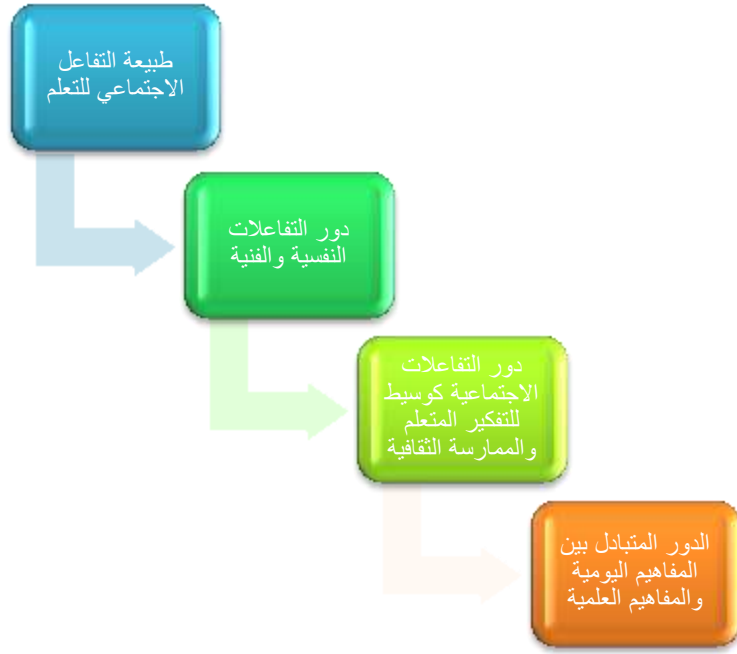 طبيعة التفاعل
الاجتماعي للتعلم
دور التفاعلات
النفسية والفنية
دور التفاعلات
الاجتماعية كوسيط
للتفكير المتعلم
والممارسة الثقافية
الدور المتبادل بين
المفاهيم اليومية
والمفاهيم العلمية